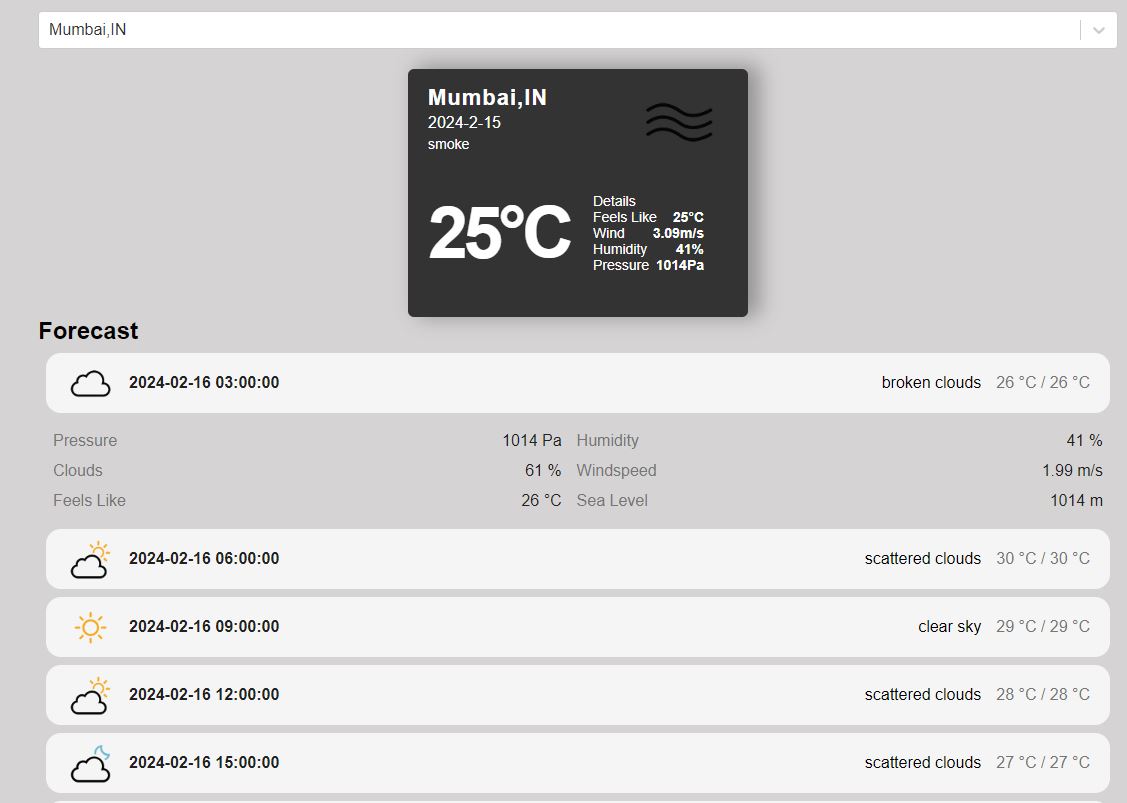 Mumbai,IN
Mumbai,IN
2024-2-15
smoke
25°C
Details
Feels Like 25°C
Wind 3.09m/s
Humidity 41%
Pressure 1014Pa
Forecast
2024-02-16 03:00:00 broken clouds 26 °C / 26 °C
Pressure 1014 Pa Humidity 41 %
Clouds 61 % Windspeed 1.99 m/s
Feels Like 26 °C Sea Level 1014 m
2024-02-16 06:00:00 scattered clouds 30 °C / 30 °C
2024-02-16 09:00:00 clear sky 29 °C / 29 °C
2024-02-16 12:00:00 scattered clouds 28 °C / 28 °C
2024-02-16 15:00:00 scattered clouds 27 °C / 27 °C